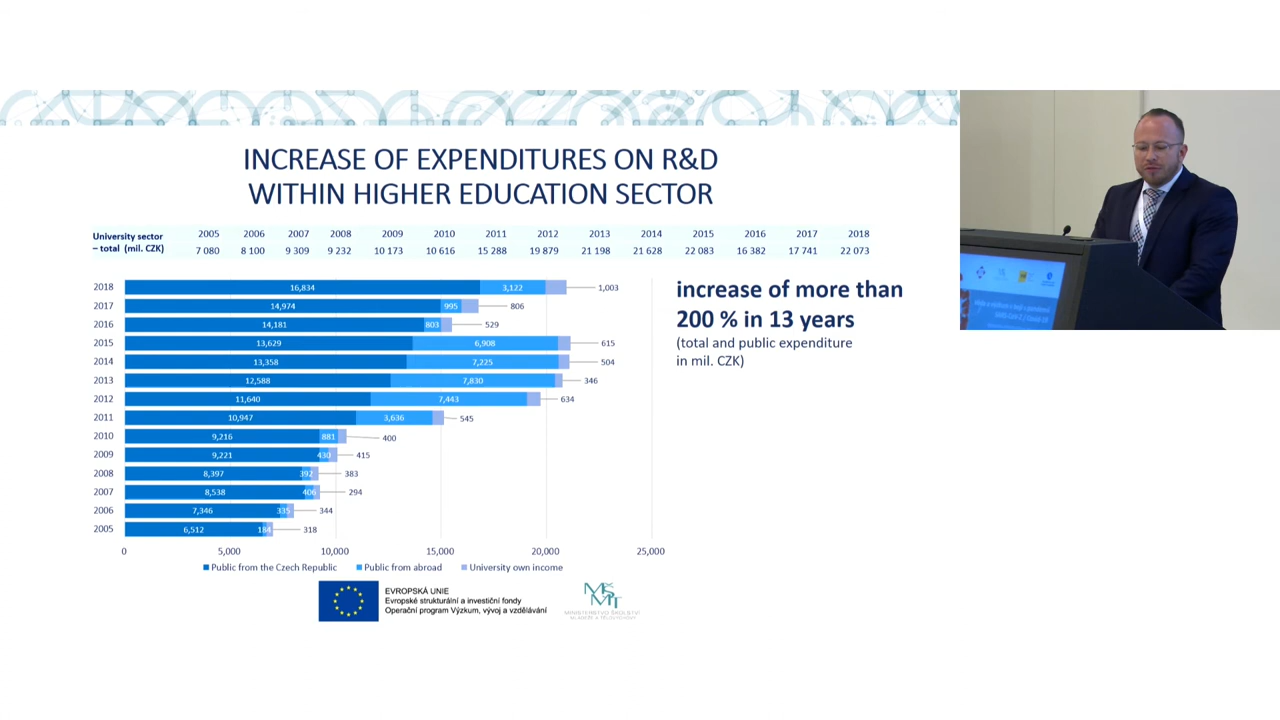 INCREASE OF EXPENDITURES ON R&D
WITHIN HIGHER EDUCATION SECTOR
University sector
– total (mil. CZK)
2005 2006 2007 2008 2009 2010 2011 2012 2013 2014 2015 2016 2017 2018
7 080 8 100 9 309 9 232 10 173 10 616 15 288 19 879 21 198 21 628 22 083 16 382 17 741 22 073
increase of more than
200 % in 13 years
(total and public expenditure
in mil. CZK)
2018 16,834 3,122 1,003
2017 14,974 995 806
2016 14,181 803 529
2015 13,629 6,908 615
2014 13,358 7,225 504
2013 12,588 7,830 346
2012 11,640 7,443 634
2011 10,947 3,636 545
2010 9,216 881 400
2009 9,221 430 415
2008 8,397 392 383
2007 8,538 406 294
2006 7,346 335 344
2005 6,512 184 318
0 5,000 10,000 15,000 20,000 25,000
Public from the Czech Republic Public from abroad University own income
EVROPSKÁ UNIE
Evropské strukturální a investiční fondy
Operační program Výzkum, vývoj a vzdělávání
MŠMT
MINISTERSTVO ŠKOLSTVÍ
MLÁDEŽE A TĚLOVÝCHOVY